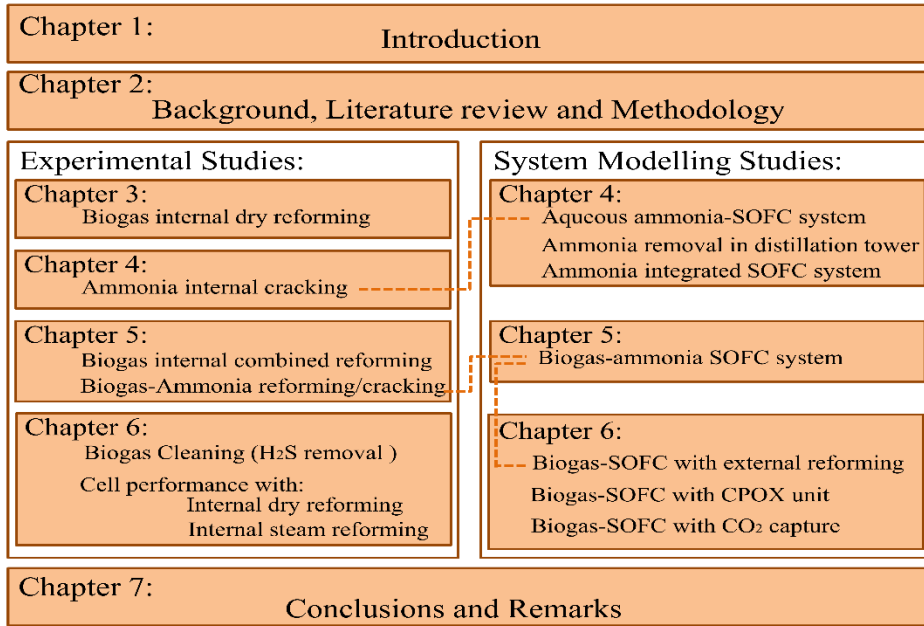 Chapter 1:
Introduction
Chapter 2:
Background, Literature review and Methodology
Experimental Studies:
Chapter 3:
Biogas internal dry reforming
Chapter 4:
Ammonia internal cracking
Chapter 5:
Biogas internal combined reforming
Biogas-Ammonia reforming/cracking
Chapter 6:
Biogas Cleaning (H₂S removal )
Cell performance with:
Internal dry reforming
Internal steam reforming
System Modelling Studies:
Chapter 4:
Aqueous ammonia-SOFC system
Ammonia removal in distillation tower
Ammonia integrated SOFC system
Chapter 5:
Biogas-ammonia SOFC system
Chapter 6:
Biogas-SOFC with external reforming
Biogas-SOFC with CPOX unit
Biogas-SOFC with CO₂ capture
Chapter 7:
Conclusions and Remarks